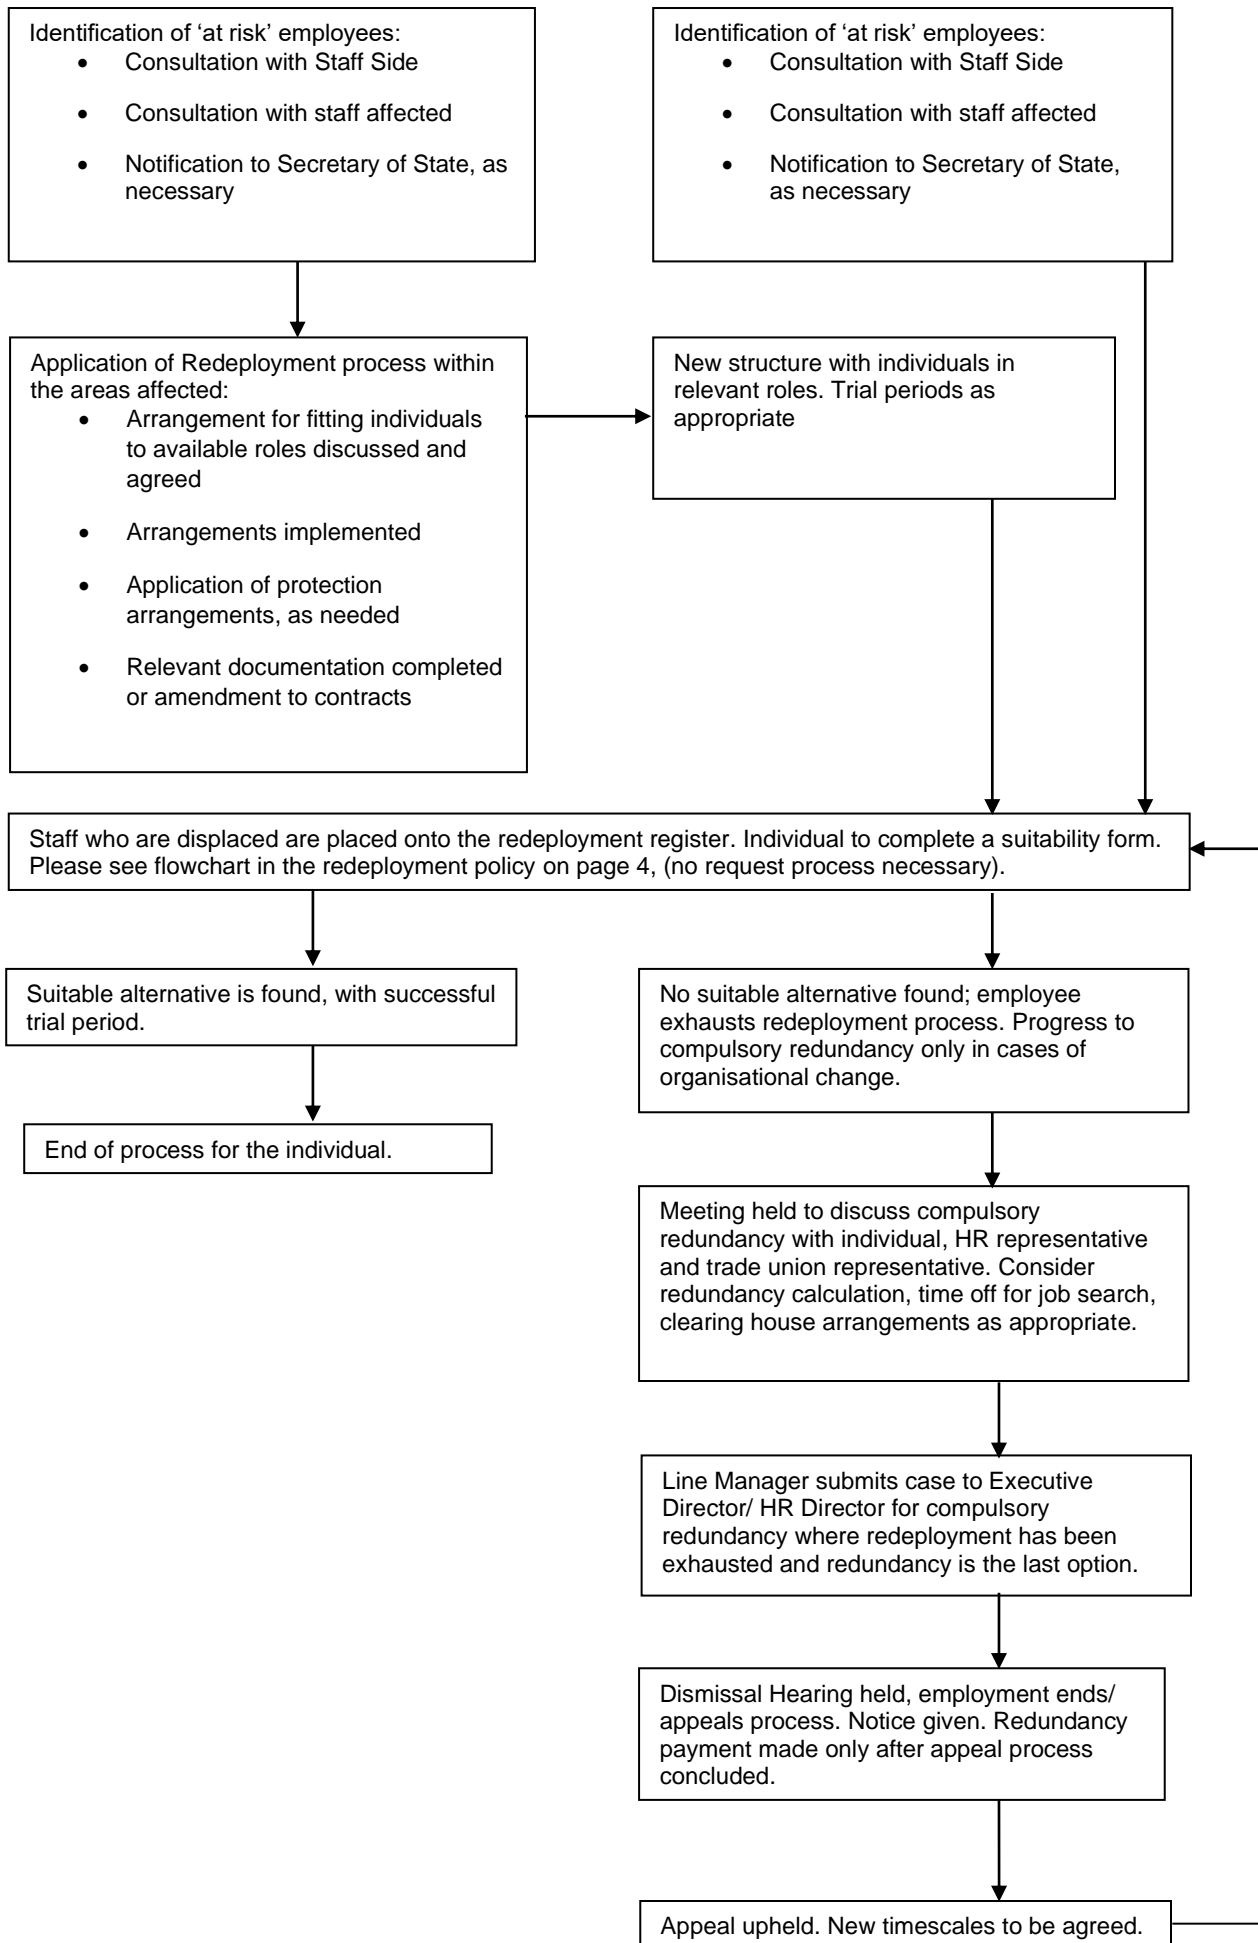 Identification of ‘at risk’ employees:
• Consultation with Staff Side
• Consultation with staff affected
• Notification to Secretary of State, as
necessary
Identification of ‘at risk’ employees:
• Consultation with Staff Side
• Consultation with staff affected
• Notification to Secretary of State,
as necessary
Application of Redeployment process within
the areas affected:
• Arrangement for fitting individuals
to available roles discussed and
agreed
• Arrangements implemented
• Application of protection
arrangements, as needed
• Relevant documentation completed
or amendment to contracts
New structure with individuals in
relevant roles. Trial periods as
appropriate
Staff who are displaced are placed onto the redeployment register. Individual to complete a suitability form.
Please see flowchart in the redeployment policy on page 4, (no request process necessary).
Suitable alternative is found, with successful
trial period.
End of process for the individual.
No suitable alternative found; employee
exhausts redeployment process. Progress to
compulsory redundancy only in cases of
organisational change.
Meeting held to discuss compulsory
redundancy with individual, HR representative
and trade union representative. Consider
redundancy calculation, time off for job search,
clearing house arrangements as appropriate.
Line Manager submits case to Executive
Director/ HR Director for compulsory
redundancy where redeployment has been
exhausted and redundancy is the last option.
Dismissal Hearing held, employment ends/
appeals process. Notice given. Redundancy
payment made only after appeal process
concluded.
Appeal upheld. New timescales to be agreed.